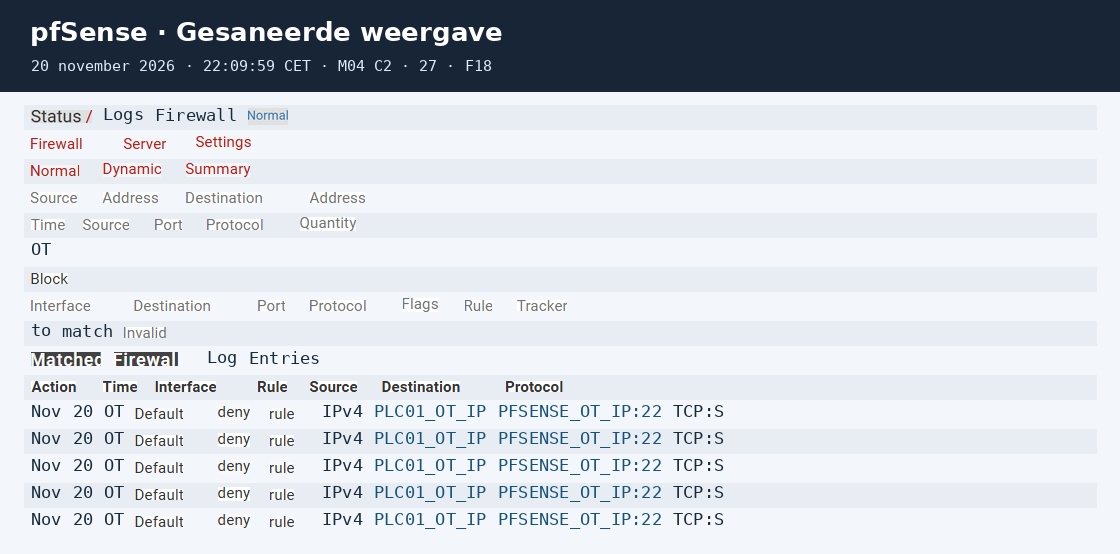 pfSense · Gesaneerde weergave
20 november 2026 · 22:09:59 CET · M04 C2 · 27 · F18
Status / Logs Firewall Normal
Firewall Server Settings
Normal Dynamic Summary
Source Address Destination Address
Time Source Port Protocol Quantity
OT
Block
Interface Destination Port Protocol Flags Rule Tracker
to match Invalid
Matched Firewall Log Entries
Action Time Interface Rule Source Destination Protocol
Nov 20 OT Default deny rule IPv4 PLC01_OT_IP PFSENSE_OT_IP:22 TCP:S
Nov 20 OT Default deny rule IPv4 PLC01_OT_IP PFSENSE_OT_IP:22 TCP:S
Nov 20 OT Default deny rule IPv4 PLC01_OT_IP PFSENSE_OT_IP:22 TCP:S
Nov 20 OT Default deny rule IPv4 PLC01_OT_IP PFSENSE_OT_IP:22 TCP:S
Nov 20 OT Default deny rule IPv4 PLC01_OT_IP PFSENSE_OT_IP:22 TCP:S